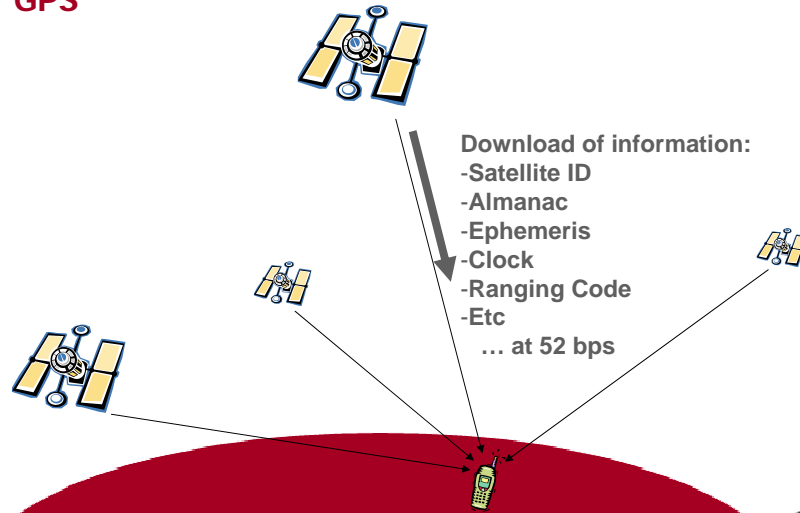 GPS
Download of information:
-Satellite ID
-Almanac
-Ephemeris
-Clock
-Ranging Code
-Etc
… at 52 bps